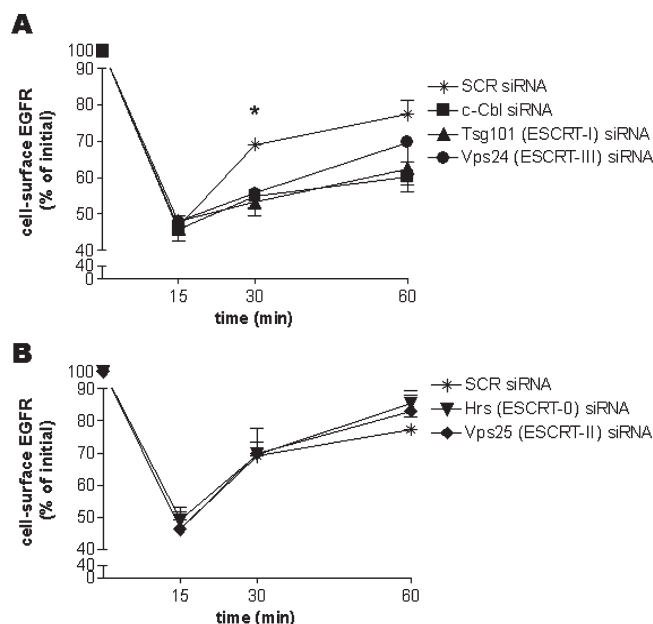 A
cell-surface EGFR
(% of initial)
100
90
80
70
60
50
40
40
0
*
15
30
60
time (min)
SCR siRNA
c-Cbl siRNA
Tsg101 (ESCRT-I) siRNA
Vps24 (ESCRT-III) siRNA
B
cell-surface EGFR
(% of initial)
100
90
80
70
60
50
40
40
0
15
30
60
time (min)
SCR siRNA
Hrs (ESCRT-0) siRNA
Vps25 (ESCRT-II) siRNA